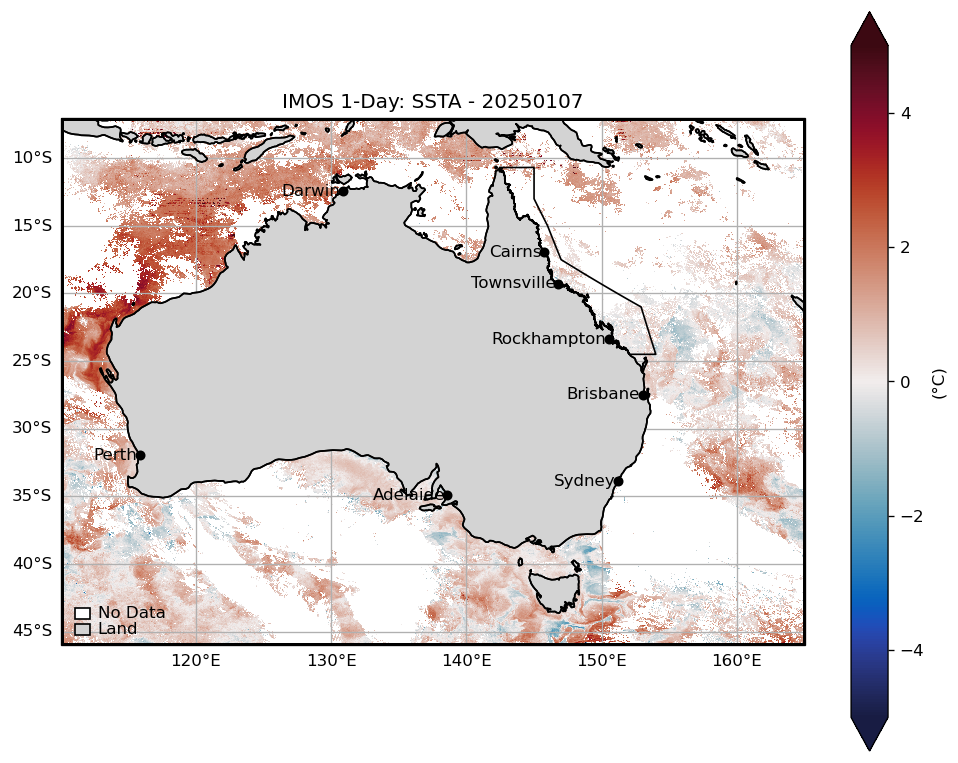 IMOS 1-Day: SSTA - 20250107
10°S
15°S
20°S
25°S
30°S
35°S
40°S
45°S
Darwin
Cairns
Townsville
Rockhampton
Brisbane
Perth
Sydney
Adelaide
No Data
Land
120°E 130°E 140°E 150°E 160°E
4
2
0
−2
−4
(°C)